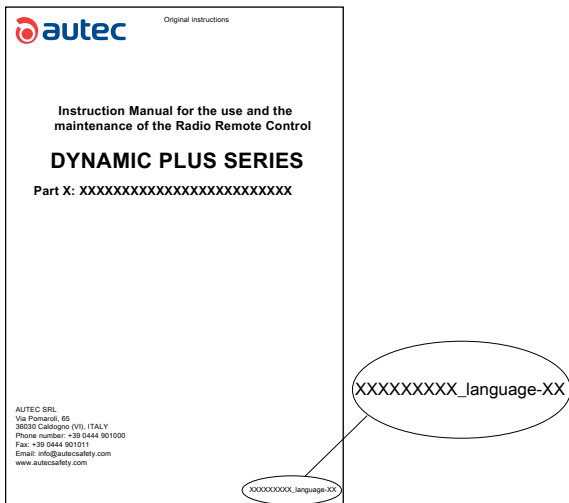 autec
Original instructions
Instruction Manual for the use and the
maintenance of the Radio Remote Control
DYNAMIC PLUS SERIES
Part X: XXXXXXXXXXXXXXXXXXXXXXXXX
AUTEC SRL
Via Pomaroli, 65
36030 Caldogno (VI), ITALY
Phone number: +39 0444 901000
Fax: +39 0444 901011
Email: info@autecsafety.com
www.autecsafety.com
XXXXXXXXX_language-XX
XXXXXXXXX_language-XX